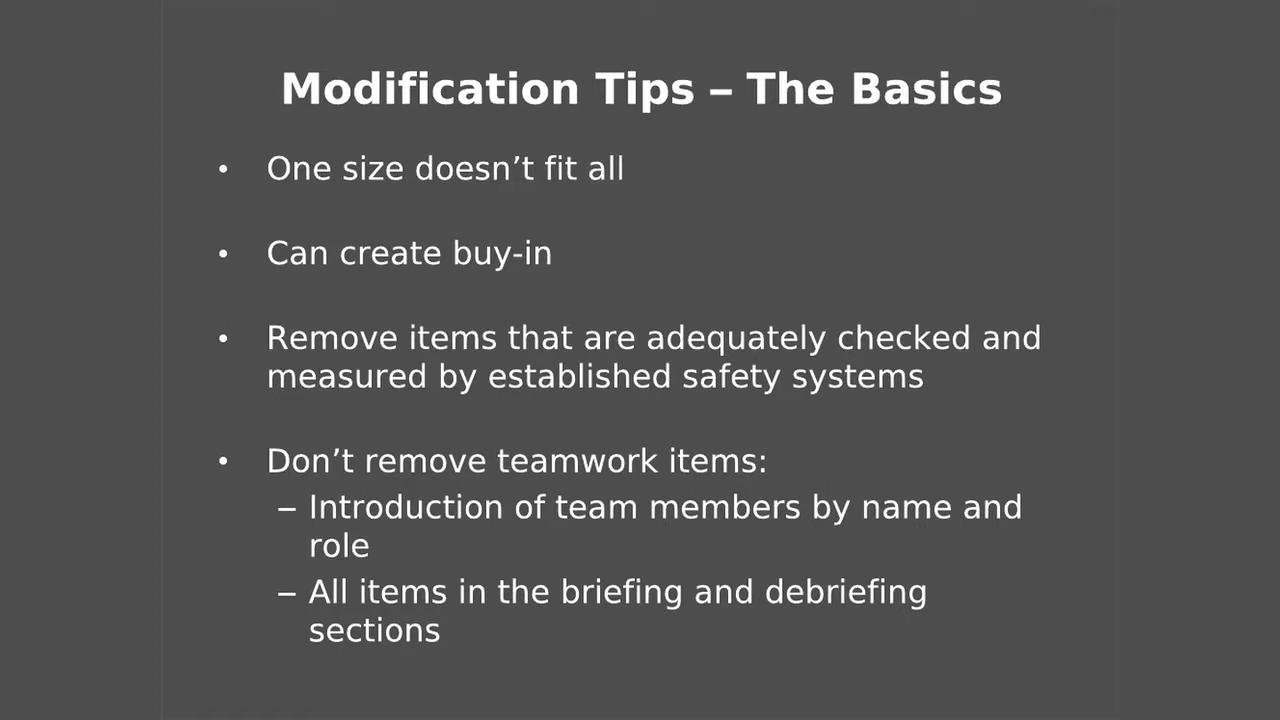 Modification Tips – The Basics
• One size doesn’t fit all
• Can create buy-in
• Remove items that are adequately checked and
measured by established safety systems
• Don’t remove teamwork items:
– Introduction of team members by name and
role
– All items in the briefing and debriefing
sections